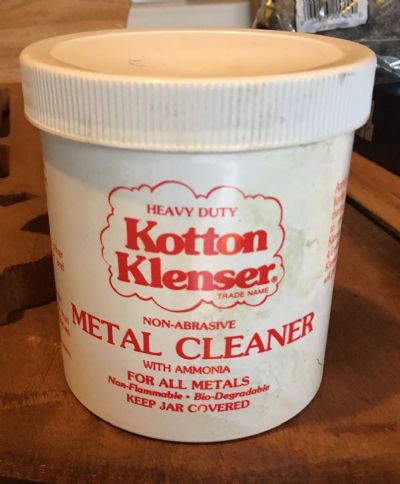 HEAVY DUTY
Kotton
Klenser®
TRADE NAME
NON-ABRASIVE
METAL CLEANER
WITH AMMONIA
FOR ALL METALS
Non-Flammable • Bio-Degradable
KEEP JAR COVERED